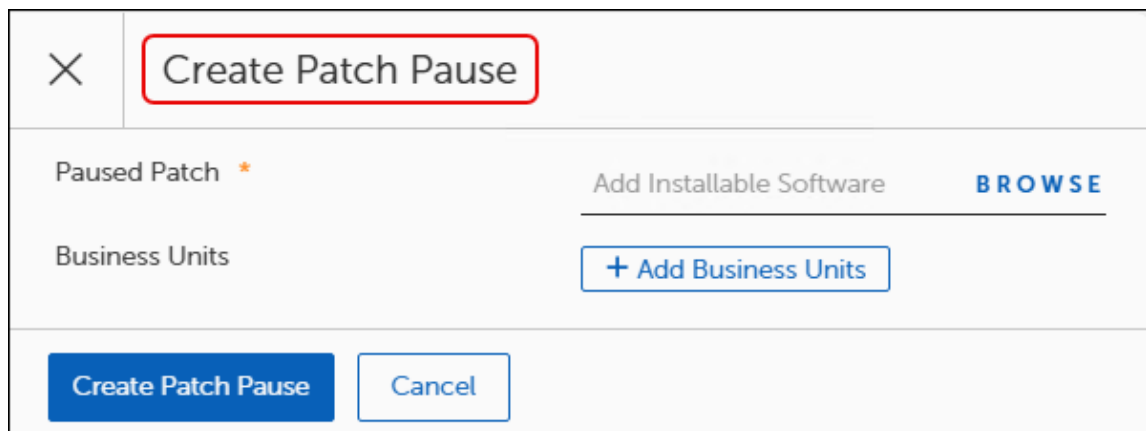 Create Patch Pause
Paused Patch * Add Installable Software BROWSE
Business Units + Add Business Units
Create Patch Pause Cancel